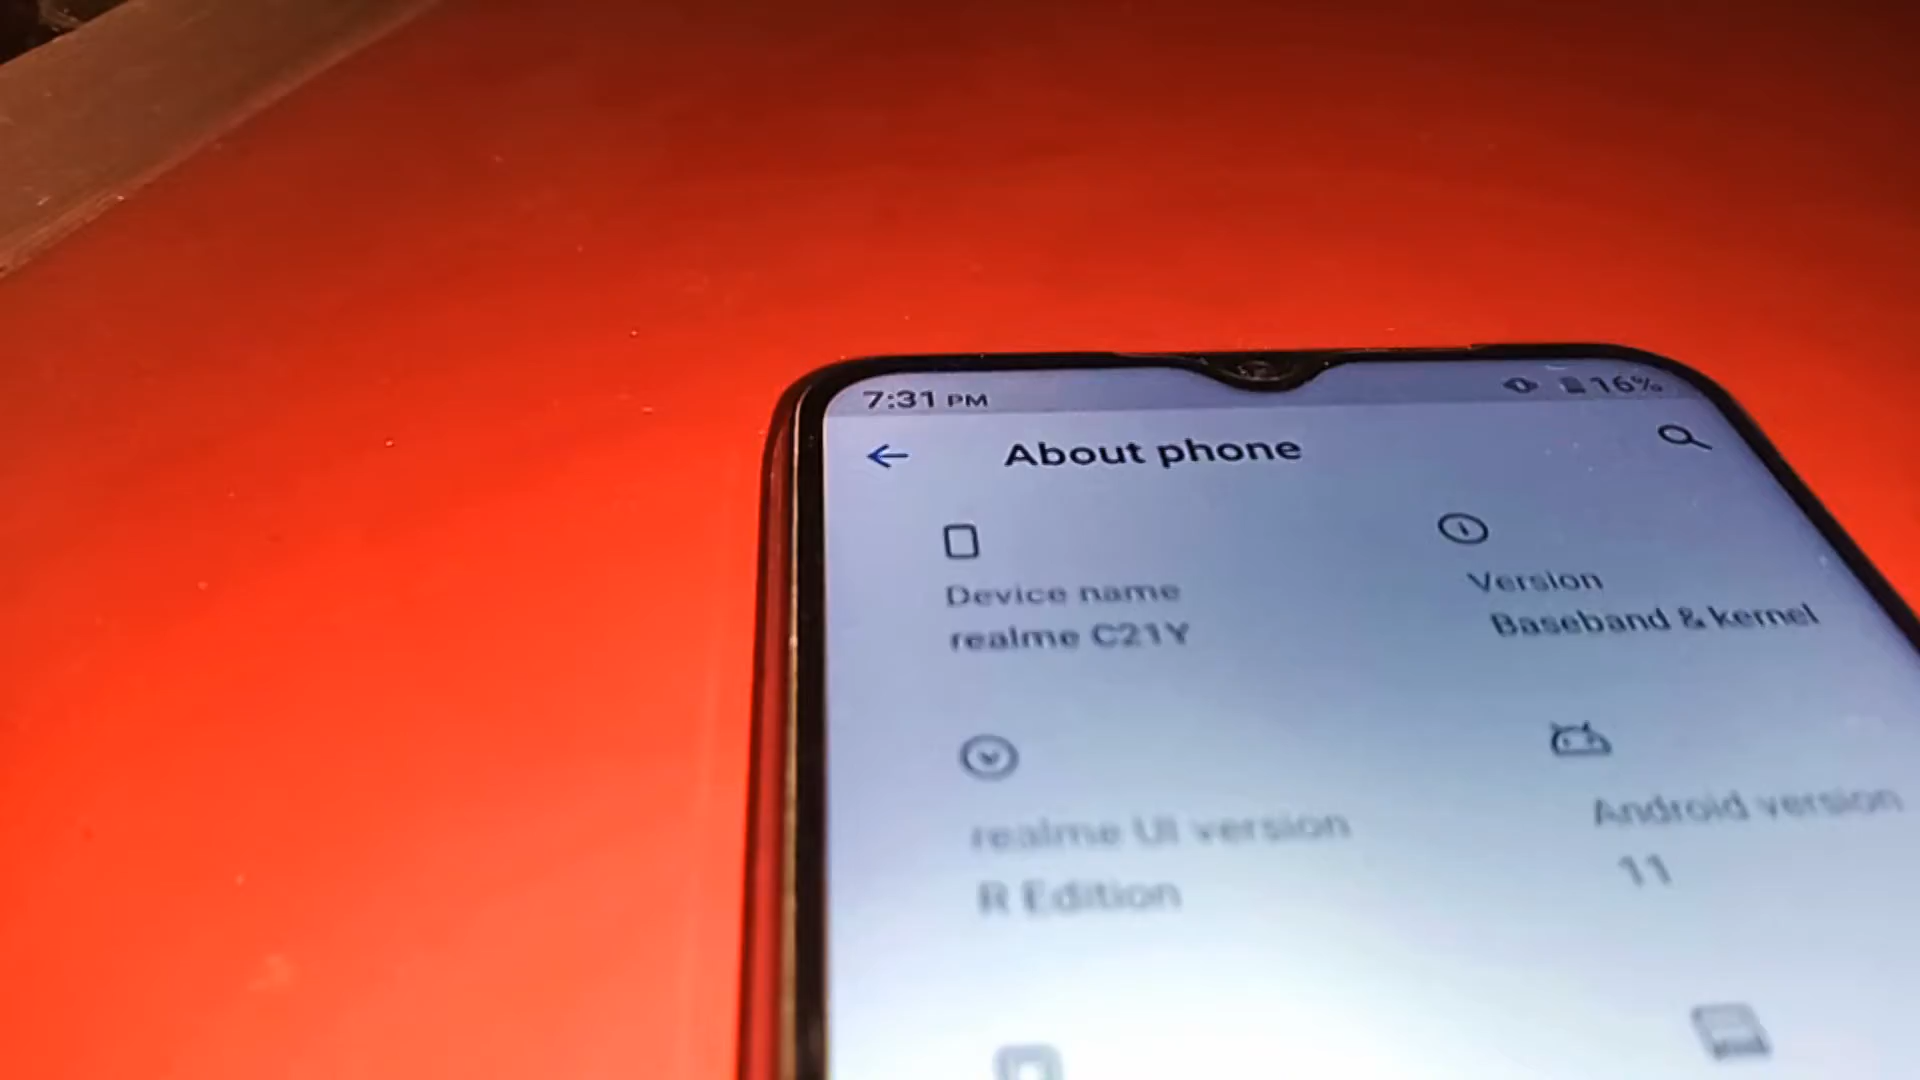 7:31 PM
16%
About phone
Device name
realme C21Y
Version
Baseband & kernel
realme UI version
R Edition
Android version
11